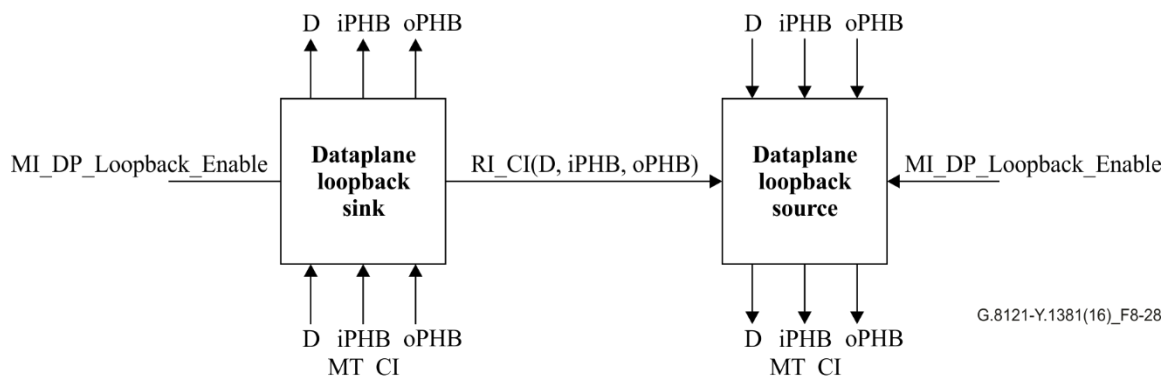 D iPHB oPHB D iPHB oPHB
MI_DP_Loopback_Enable
Dataplane
loopback
sink
RI_CI(D, iPHB, oPHB)
Dataplane
loopback
source
MI_DP_Loopback_Enable
D iPHB oPHB D iPHB oPHB
MT_CI MT_CI
G.8121-Y.1381(16)_F8-28